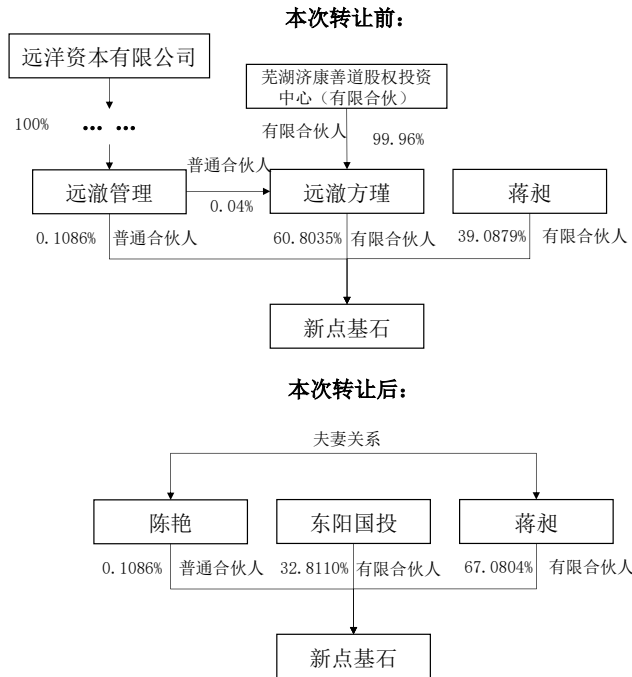 本次转让前：
远洋资本有限公司
芜湖济康善道股权投资
中心（有限合伙）
100%
… …
有限合伙人
99.96%
普通合伙人
远澈管理
远澈方瑾
蒋昶
0.04%
0.1086% 普通合伙人
60.8035% 有限合伙人
39.0879% 有限合伙人
新点基石
本次转让后：
夫妻关系
陈艳
东阳国投
蒋昶
0.1086% 普通合伙人
32.8110% 有限合伙人
67.0804% 有限合伙人
新点基石